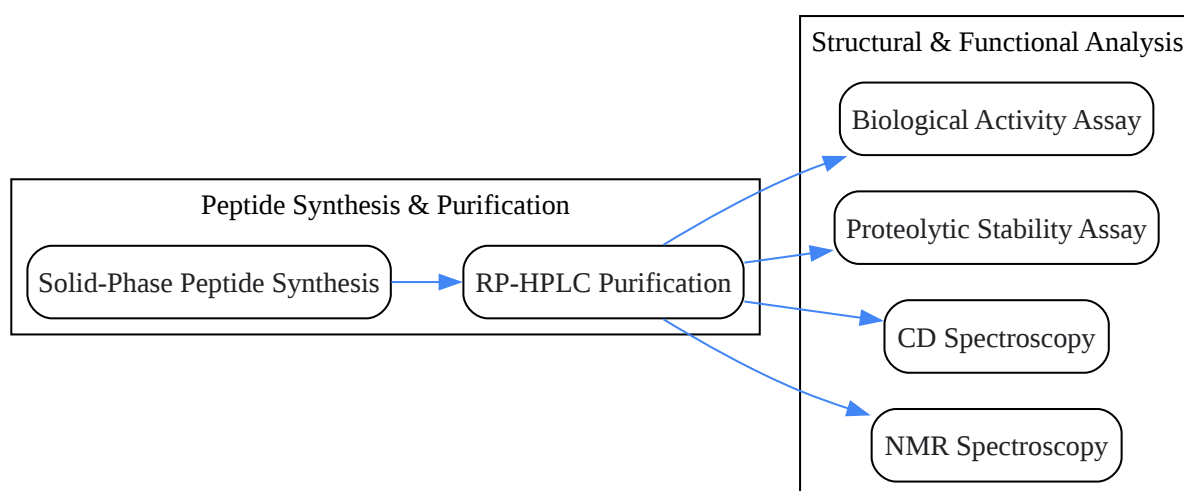 Peptide Synthesis & Purification
Solid-Phase Peptide Synthesis
RP-HPLC Purification
Structural & Functional Analysis
Biological Activity Assay
Proteolytic Stability Assay
CD Spectroscopy
NMR Spectroscopy